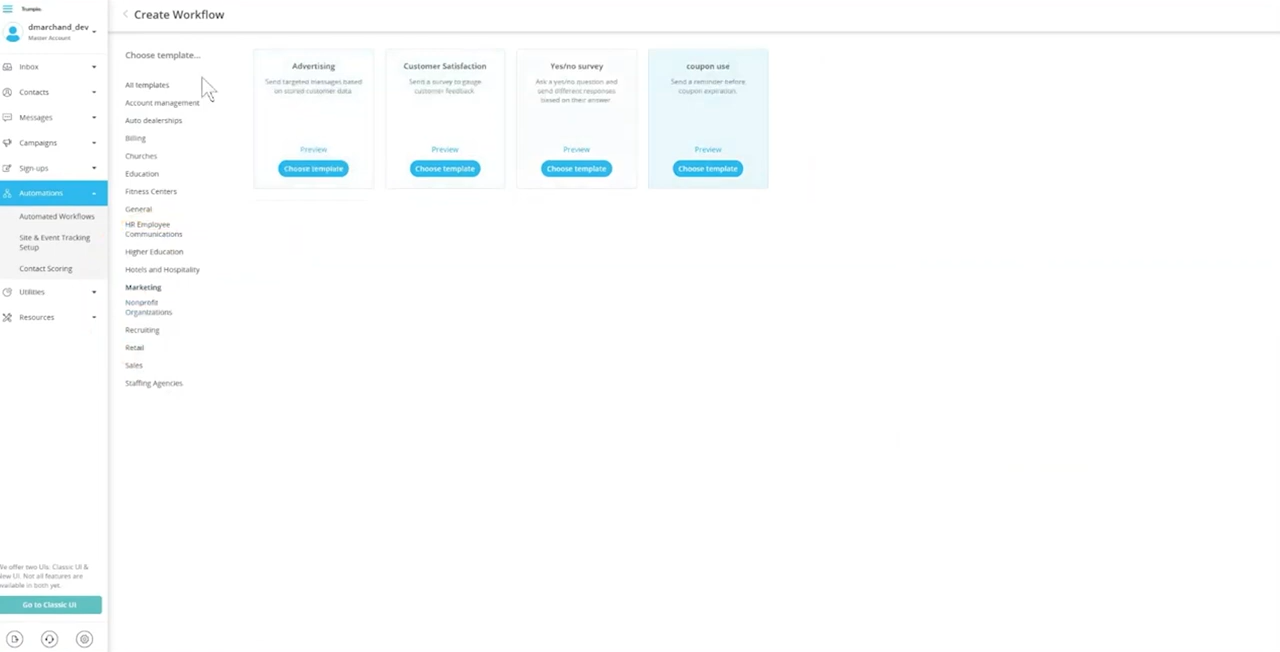 Trumpia.
dmarchand_dev
Master Account
Inbox
Contacts
Messages
Campaigns
Sign-ups
Automations
Automated Workflows
Site & Event Tracking
Setup
Contact Scoring
Utilities
Resources
We offer two UIs. Classic UI &
New UI. Not all features are
available in both yet.
Go to Classic UI
Create Workflow
Choose template...
All templates
Account management
Auto dealerships
Billing
Churches
Education
Fitness Centers
General
HR Employee
Communications
Higher Education
Hotels and Hospitality
Marketing
Nonprofit
Organizations
Recruiting
Retail
Sales
Staffing Agencies
Advertising
Send targeted messages based
on stored customer data.
Preview
Choose template
Customer Satisfaction
Send a survey to gauge
customer feedback.
Preview
Choose template
Yes/no survey
Ask a yes/no question and
send different responses
based on their answer.
Preview
Choose template
coupon use
Send a reminder before
coupon expiration.
Preview
Choose template